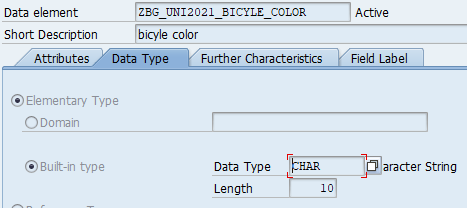 Data element ZBG_UNI2021_BICYLE_COLOR Active
Short Description bicyle color
Attributes Data Type Further Characteristics Field Label
Elementary Type
Domain
Built-in type Data Type CHAR aracter String
Length 10